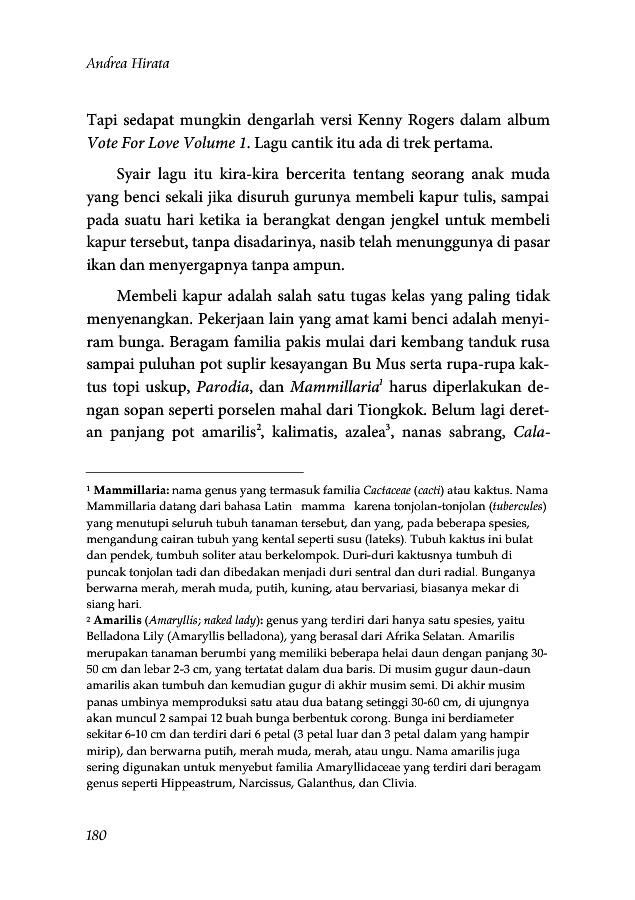 Andrea Hirata
Tapi sedapat mungkin dengarlah versi Kenny Rogers dalam album
Vote For Love Volume 1. Lagu cantik itu ada di trek pertama.
Syair lagu itu kira-kira bercerita tentang seorang anak muda
yang benci sekali jika disuruh gurunya membeli kapur tulis, sampai
pada suatu hari ketika ia berangkat dengan jengkel untuk membeli
kapur tersebut, tanpa disadarinya, nasib telah menunggunya di pasar
ikan dan menyergapnya tanpa ampun.
Membeli kapur adalah salah satu tugas kelas yang paling tidak
menyenangkan. Pekerjaan lain yang amat kami benci adalah menyi-
ram bunga. Beragam familia pakis mulai dari kembang tanduk rusa
sampai puluhan pot suplir kesayangan Bu Mus serta rupa-rupa kak-
tus topi uskup, Parodia, dan Mammillaria¹ harus diperlakukan de-
ngan sopan seperti porselen mahal dari Tiongkok. Belum lagi deret-
an panjang pot amarilis², kalimatis, azalea³, nanas sabrang, Cala-
¹ Mammillaria: nama genus yang termasuk familia Cactaceae (cacti) atau kaktus. Nama
Mammillaria datang dari bahasa Latin mamma karena tonjolan-tonjolan (tubercules)
yang menutupi seluruh tubuh tanaman tersebut, dan yang, pada beberapa spesies,
mengandung cairan tubuh yang kental seperti susu (lateks). Tubuh kaktus ini bulat
dan pendek, tumbuh soliter atau berkelompok. Duri-duri kaktusnya tumbuh di
puncak tonjolan tadi dan dibedakan menjadi duri sentral dan duri radial. Bunganya
berwarna merah, merah muda, putih, kuning, atau bervariasi, biasanya mekar di
siang hari.
² Amarilis (Amaryllis; naked lady): genus yang terdiri dari hanya satu spesies, yaitu
Belladona Lily (Amaryllis belladona), yang berasal dari Afrika Selatan. Amarilis
merupakan tanaman berumbi yang memiliki beberapa helai daun dengan panjang 30-
50 cm dan lebar 2-3 cm, yang tertatat dalam dua baris. Di musim gugur daun-daun
amarilis akan tumbuh dan kemudian gugur di akhir musim semi. Di akhir musim
panas umbinya memproduksi satu atau dua batang setinggi 30-60 cm, di ujungnya
akan muncul 2 sampai 12 buah bunga berbentuk corong. Bunga ini berdiameter
sekitar 6-10 cm dan terdiri dari 6 petal (3 petal luar dan 3 petal dalam yang hampir
mirip), dan berwarna putih, merah muda, merah, atau ungu. Nama amarilis juga
sering digunakan untuk menyebut familia Amaryllidaceae yang terdiri dari beragam
genus seperti Hippeastrum, Narcissus, Galanthus, dan Clivia.
180